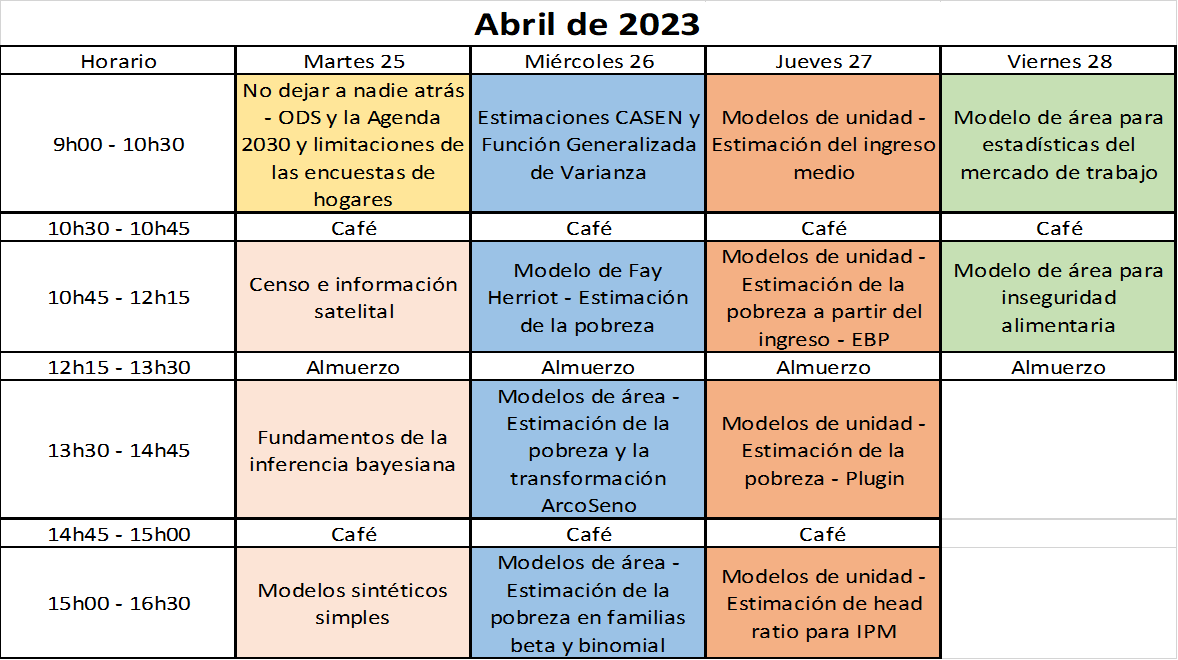 Abril de 2023
Horario
Martes 25
Miércoles 26
Jueves 27
Viernes 28
9h00 - 10h30
No dejar a nadie atrás
- ODS y la Agenda
2030 y limitaciones de
las encuestas de
hogares
Estimaciones CASEN y
Función Generalizada
de Varianza
Modelos de unidad -
Estimación del ingreso
medio
Modelo de área para
estadísticas del
mercado de trabajo
10h30 - 10h45
Café
Café
Café
Café
10h45 - 12h15
Censo e información
satelital
Modelo de Fay
Herriot - Estimación
de la pobreza
Modelos de unidad -
Estimación de la
pobreza a partir del
ingreso - EBP
Modelo de área para
inseguridad
alimentaria
12h15 - 13h30
Almuerzo
Almuerzo
Almuerzo
Almuerzo
13h30 - 14h45
Fundamentos de la
inferencia bayesiana
Modelos de área -
Estimación de la
pobreza y la
transformación
ArcoSeno
Modelos de unidad -
Estimación de la
pobreza - Plugin
14h45 - 15h00
Café
Café
Café
15h00 - 16h30
Modelos sintéticos
simples
Modelos de área -
Estimación de la
pobreza en familias
beta y binomial
Modelos de unidad -
Estimación de head
ratio para IPM